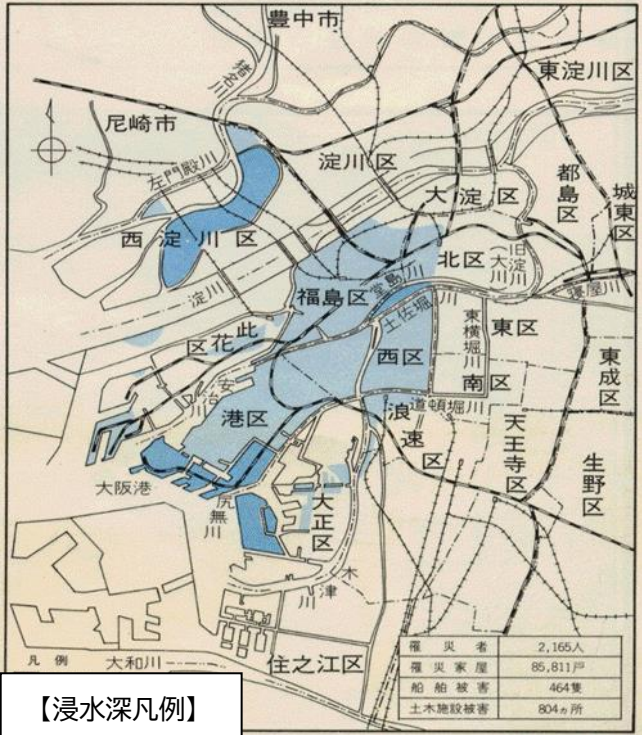 豊中市
猪名川
東淀川区
尼崎市
淀川区
左門殿川
大淀区
都島区
城東区
西淀川区
北区
旧淀川
(大川)
淀川
福島区
堂島川
寝屋川
土佐堀川
此花区
東横堀川
東区
西区
南区
東成区
安治川
港区
道頓堀川
浪速区
天王寺区
生野区
大阪港
尻無川
大正区
木津川
凡例
大和川
住之江区
罹災者 2,165人
罹災家屋 85,811戸
船舶被害 464隻
土木施設被害 804ヵ所
【浸水深凡例】